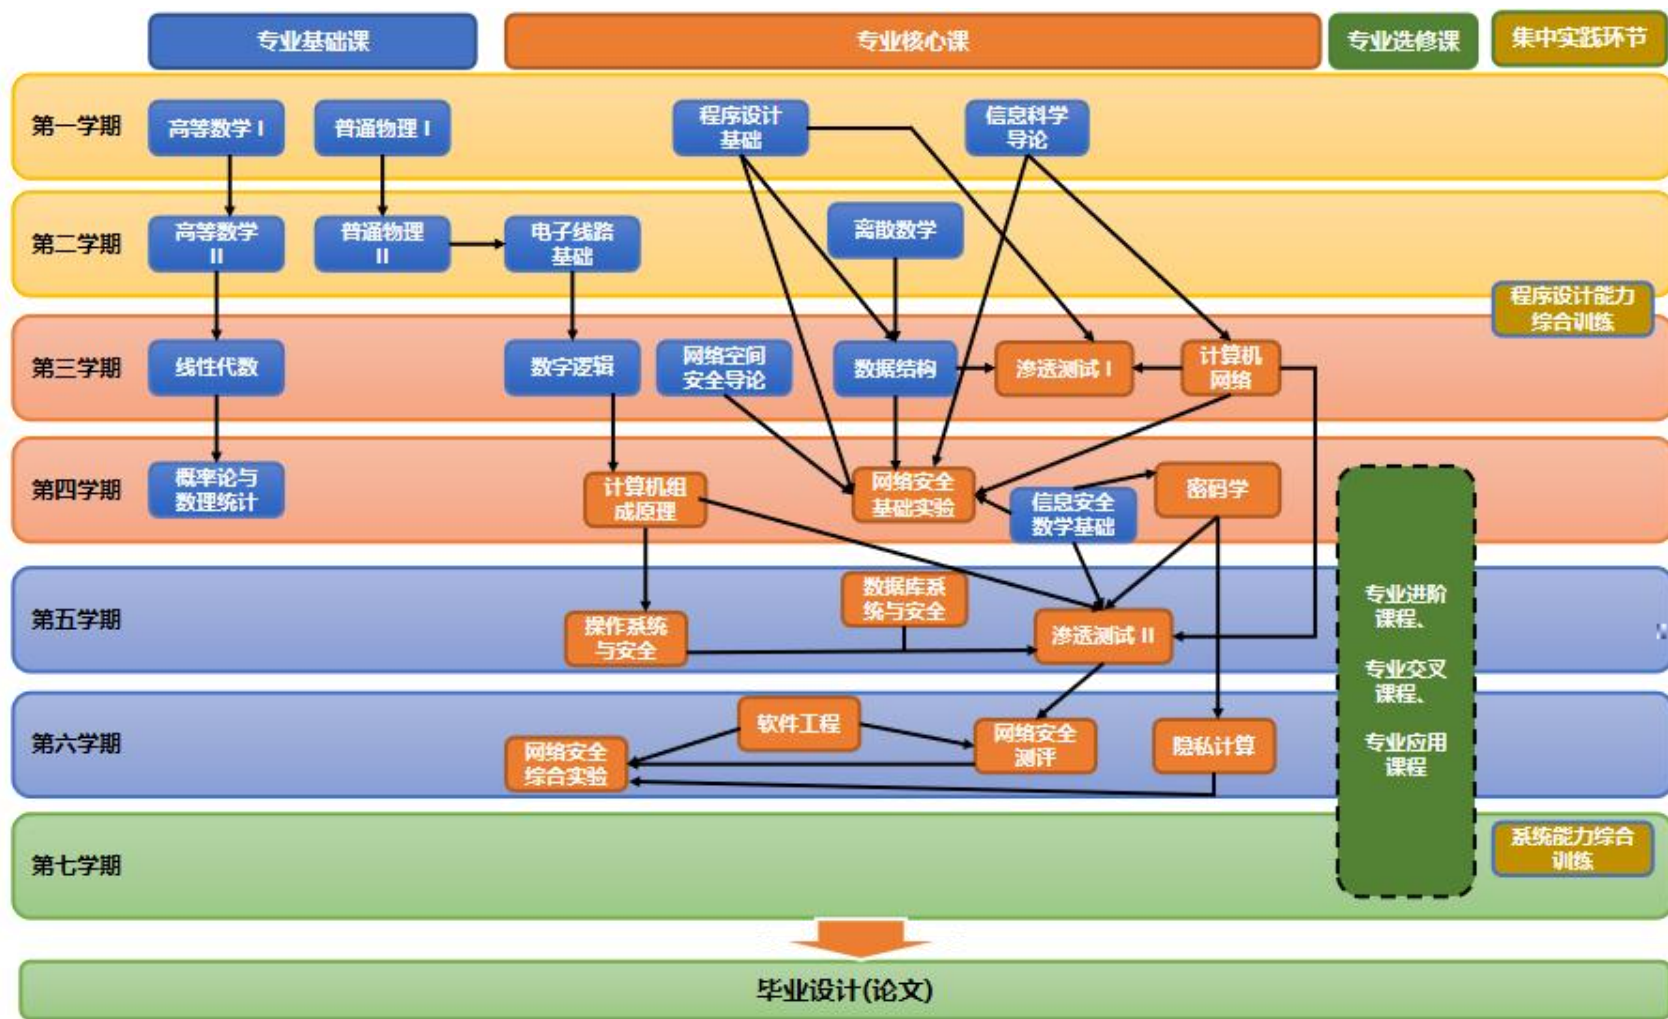 专业基础课
专业核心课
专业选修课
集中实践环节
第一学期
高等数学 I
普通物理 I
程序设计
基础
信息科学
导论
第二学期
高等数学
II
普通物理
II
电子线路
基础
离散数学
程序设计能力
综合训练
第三学期
线性代数
数字逻辑
网络空间
安全导论
数据结构
渗透测试 I
计算机
网络
第四学期
概率论与
数理统计
计算机组
成原理
网络安全
基础实验
信息安全
数学基础
密码学
第五学期
操作系统
与安全
数据库系
统与安全
渗透测试 II
专业进阶
课程、
专业交叉
课程、
专业应用
课程
第六学期
网络安全
综合实验
软件工程
网络安全
测评
隐私计算
第七学期
系统能力综合
训练
毕业设计(论文)